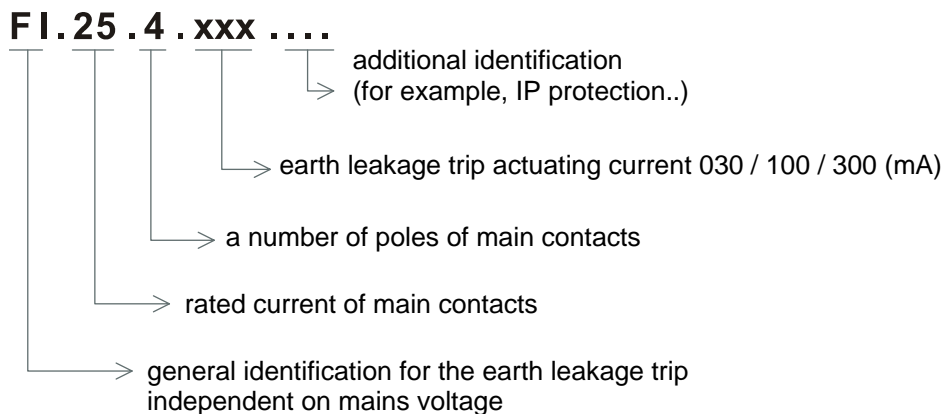 FI.25.4.xxx....
additional identification
(for example, IP protection..)
earth leakage trip actuating current 030 / 100 / 300 (mA)
a number of poles of main contacts
rated current of main contacts
general identification for the earth leakage trip
independent on mains voltage